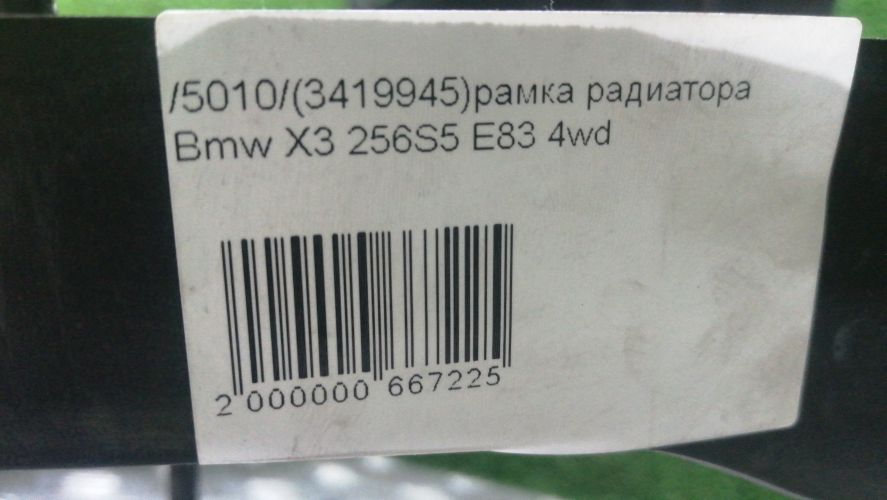 /5010/(3419945)рамка радиатора
Bmw X3 256S5 E83 4wd
2 000000 667225